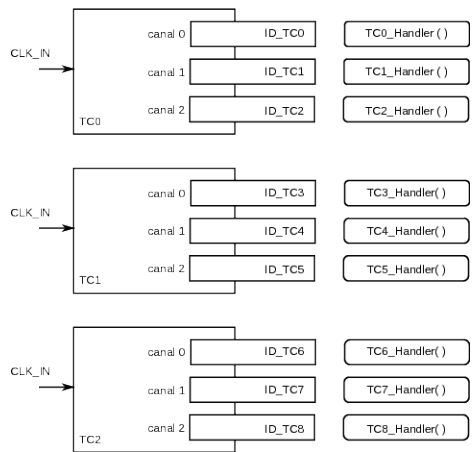 canal 0 ID_TC0 TC0_Handler ( )
CLK_IN
canal 1 ID_TC1 TC1_Handler ( )
canal 2 ID_TC2 TC2_Handler ( )
TC0
canal 0 ID_TC3 TC3_Handler( )
CLK_IN
canal 1 ID_TC4 TC4_Handler( )
canal 2 ID_TC5 TC5_Handler( )
TC1
canal 0 ID_TC6 TC6_Handler( )
CLK_IN
canal 1 ID_TC7 TC7_Handler( )
canal 2 ID_TC8 TC8_Handler( )
TC2